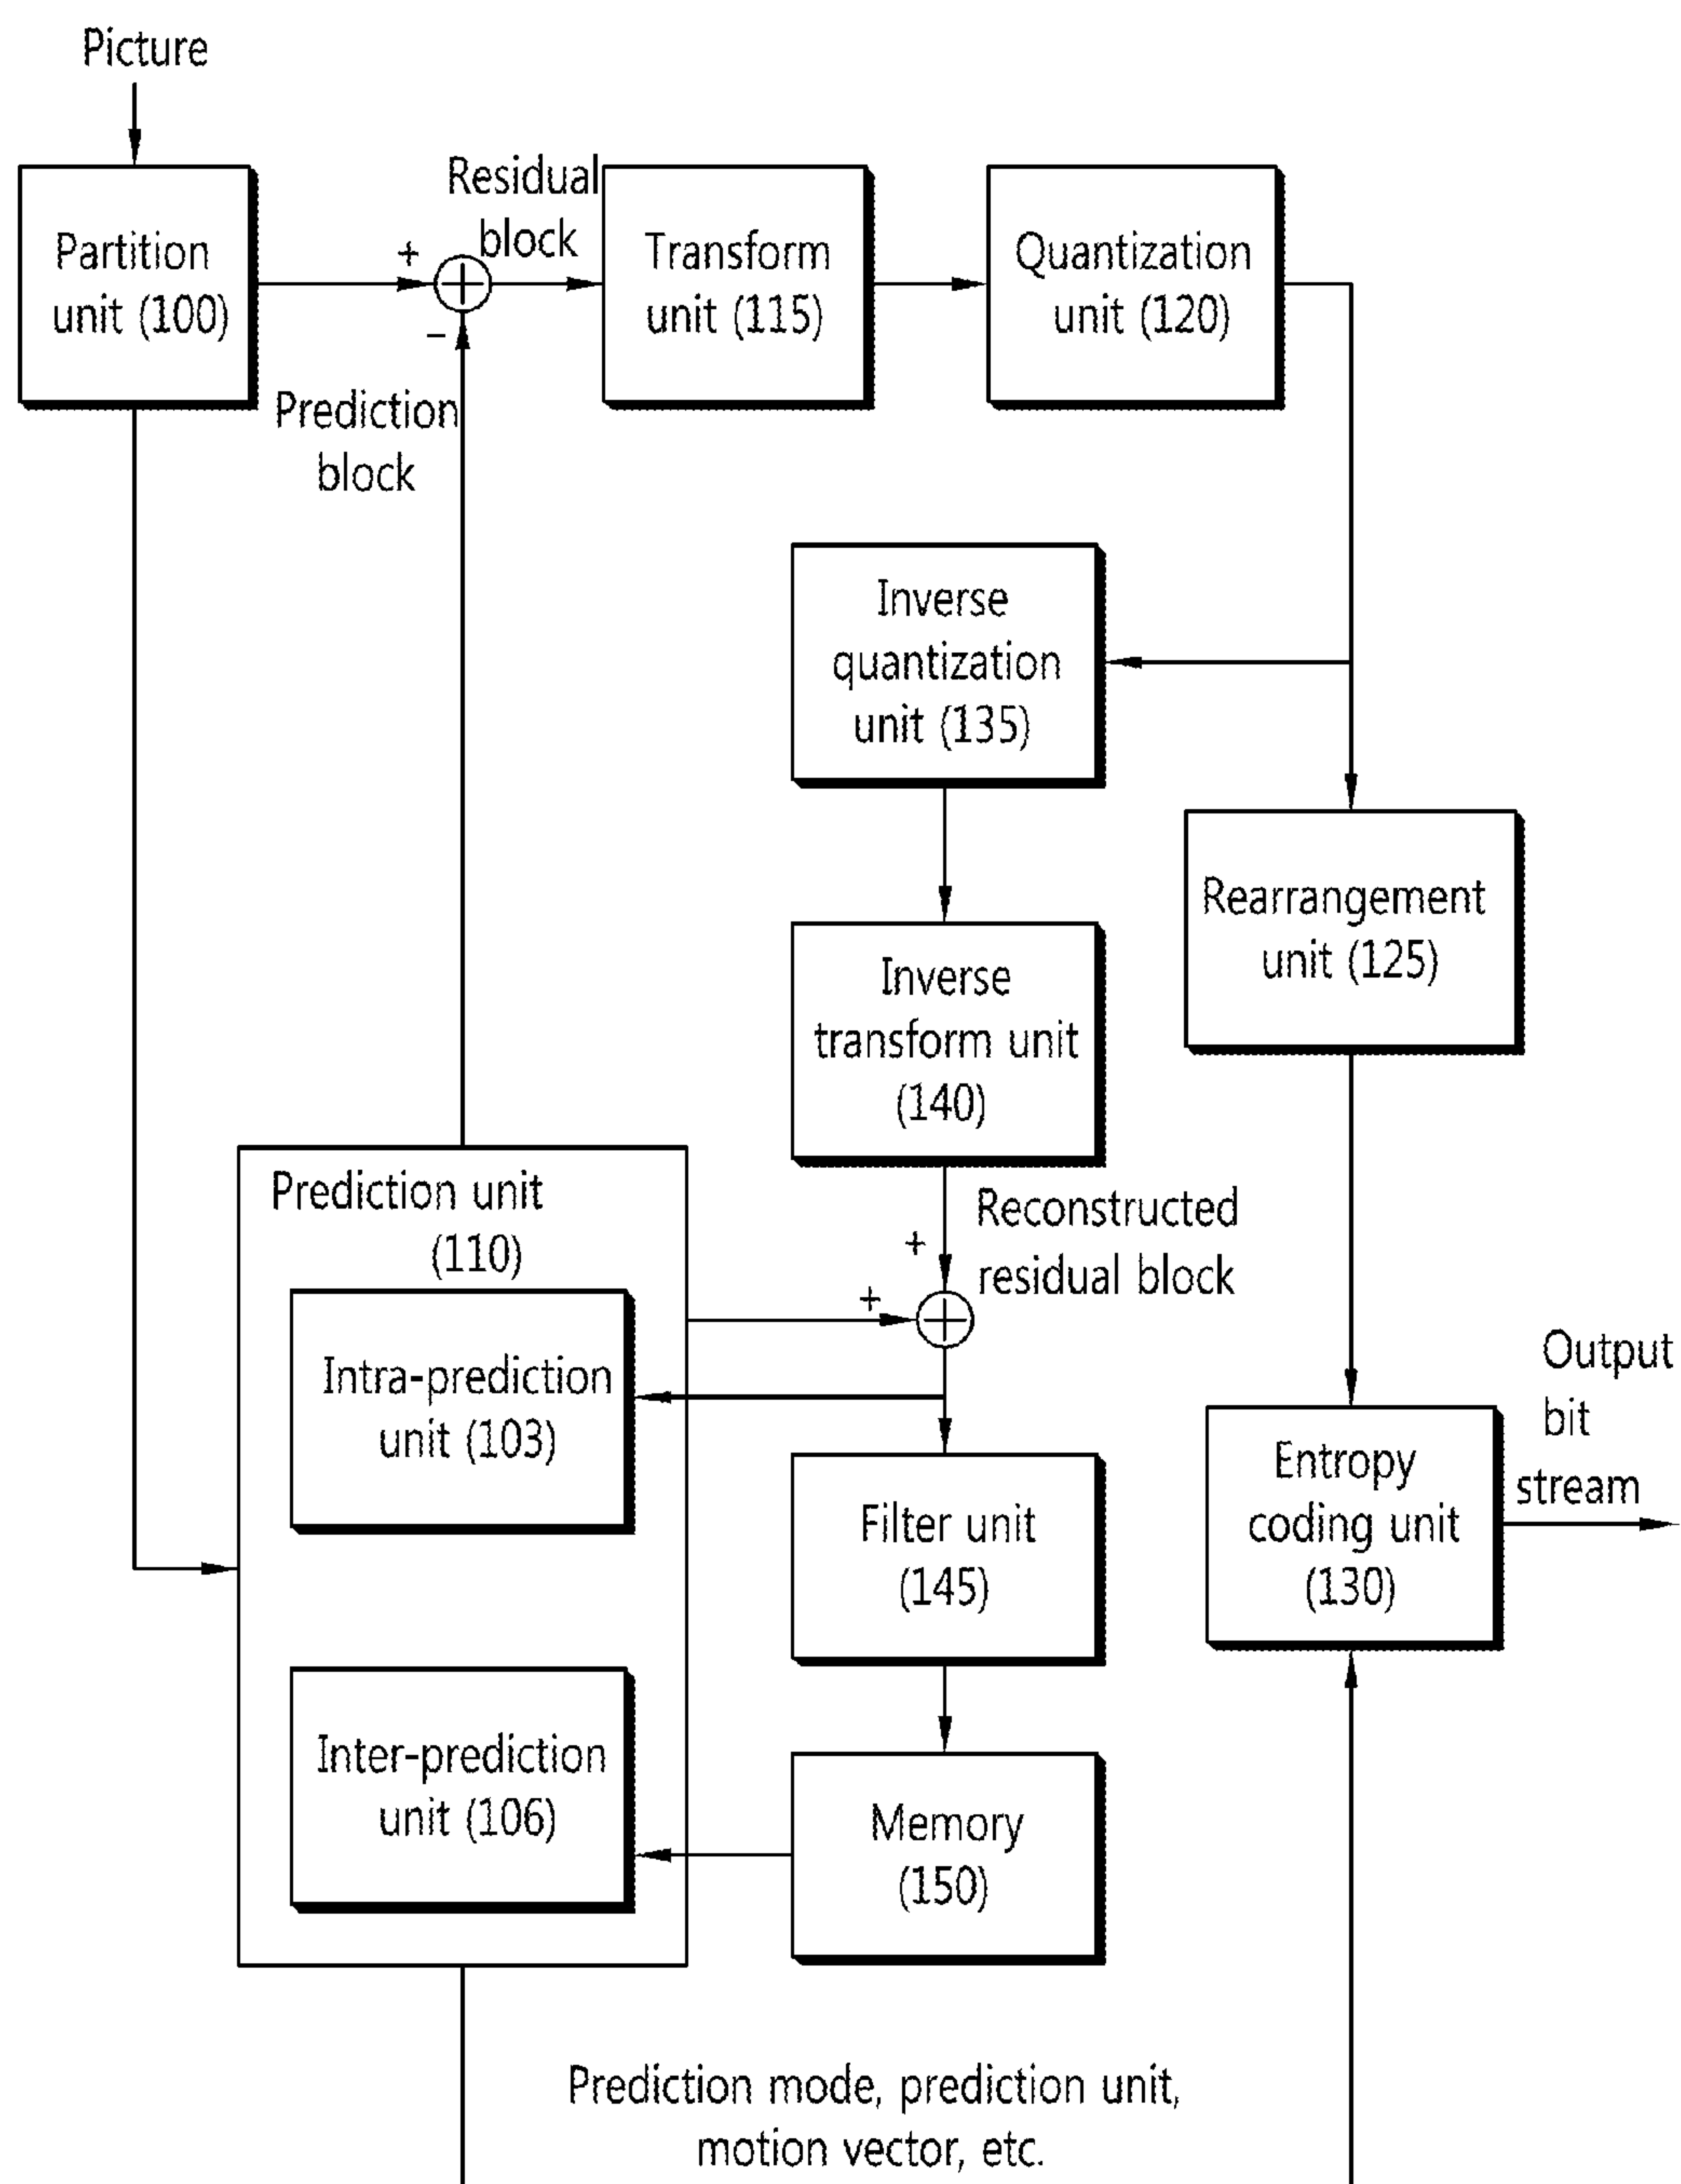 Picture
Partition
unit (100)
+
−
Residual
block
Prediction
block
Transform
unit (115)
Quantization
unit (120)
Inverse
quantization
unit (135)
Rearrangement
unit (125)
Inverse
transform unit
(140)
Prediction unit
(110)
+
Reconstructed
residual block
+
Intra-prediction
unit (103)
Filter unit
(145)
Entropy
coding unit
(130)
Output
bit
stream
Inter-prediction
unit (106)
Memory
(150)
Prediction mode, prediction unit,
motion vector, etc.